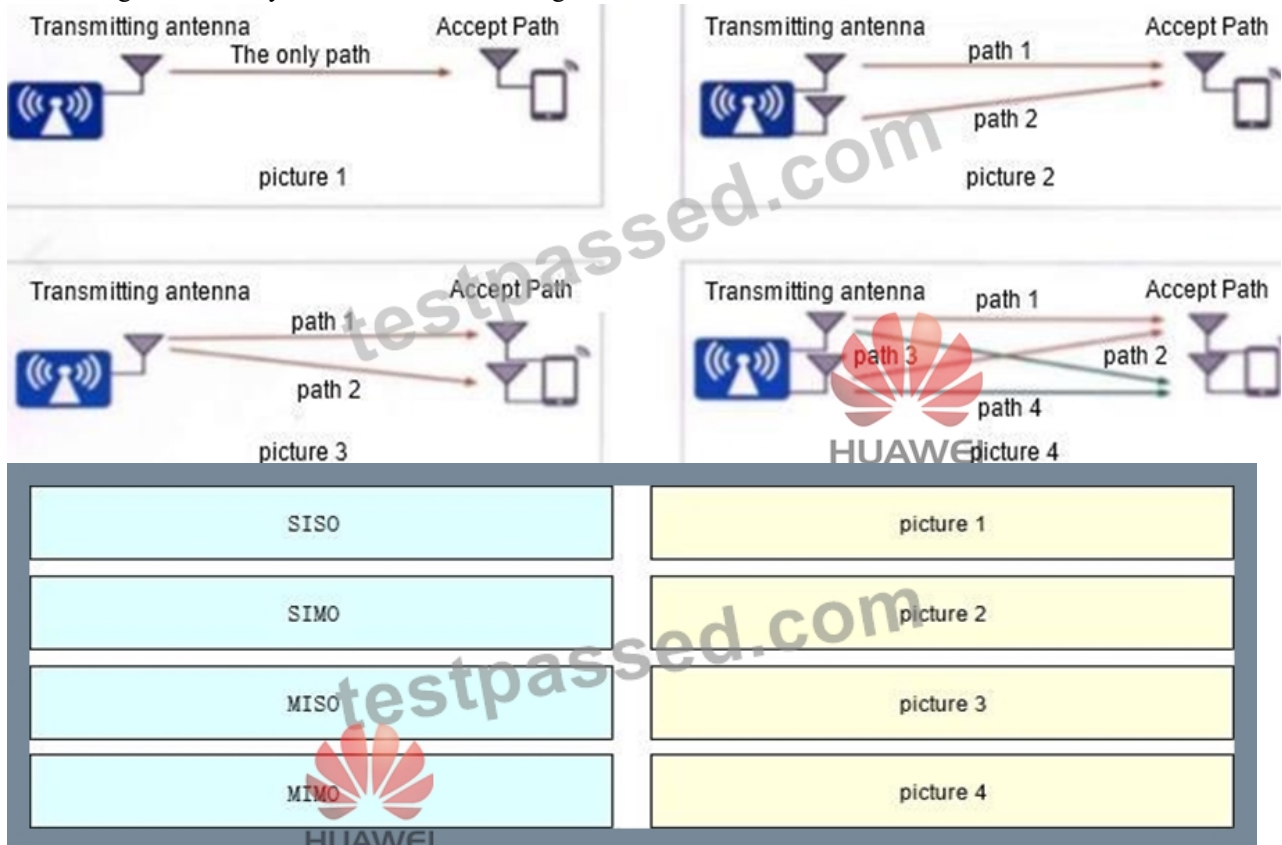 Transmitting antenna
Accept Path
The only path
picture 1
Transmitting antenna
Accept Path
path 1
path 2
picture 2
Transmitting antenna
Accept Path
path 1
path 2
picture 3
Transmitting antenna
Accept Path
path 1
path 3
path 2
path 4
picture 4
HUAWEI
testpassed.com
SISO
picture 1
SIMO
picture 2
MISO
picture 3
MIMO
picture 4
testpassed.com
HUAWEI